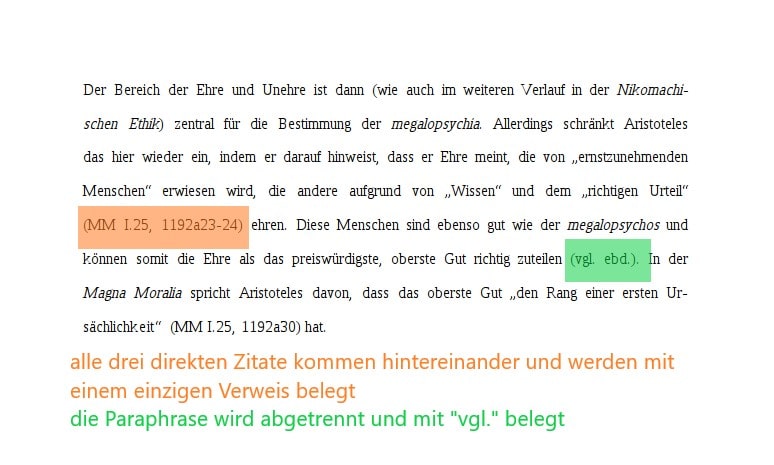 Der Bereich der Ehre und Unehre ist dann (wie auch im weiteren Verlauf in der Nikomachi-
schen Ethik) zentral für die Bestimmung der megalopsychia. Allerdings schränkt Aristoteles
das hier wieder ein, indem er darauf hinweist, dass er Ehre meint, die von „ernstzunehmenden
Menschen“ erwiesen wird, die andere aufgrund von „Wissen“ und dem „richtigen Urteil“
(MM I.25, 1192a23-24) ehren. Diese Menschen sind ebenso gut wie der megalopsychos und
können somit die Ehre als das preiswürdigste, oberste Gut richtig zuteilen (vgl. ebd.). In der
Magna Moralia spricht Aristoteles davon, dass das oberste Gut „den Rang einer ersten Ur-
sächlichkeit“ (MM I.25, 1192a30) hat.
alle drei direkten Zitate kommen hintereinander und werden mit
einem einzigen Verweis belegt
die Paraphrase wird abgetrennt und mit "vgl." belegt